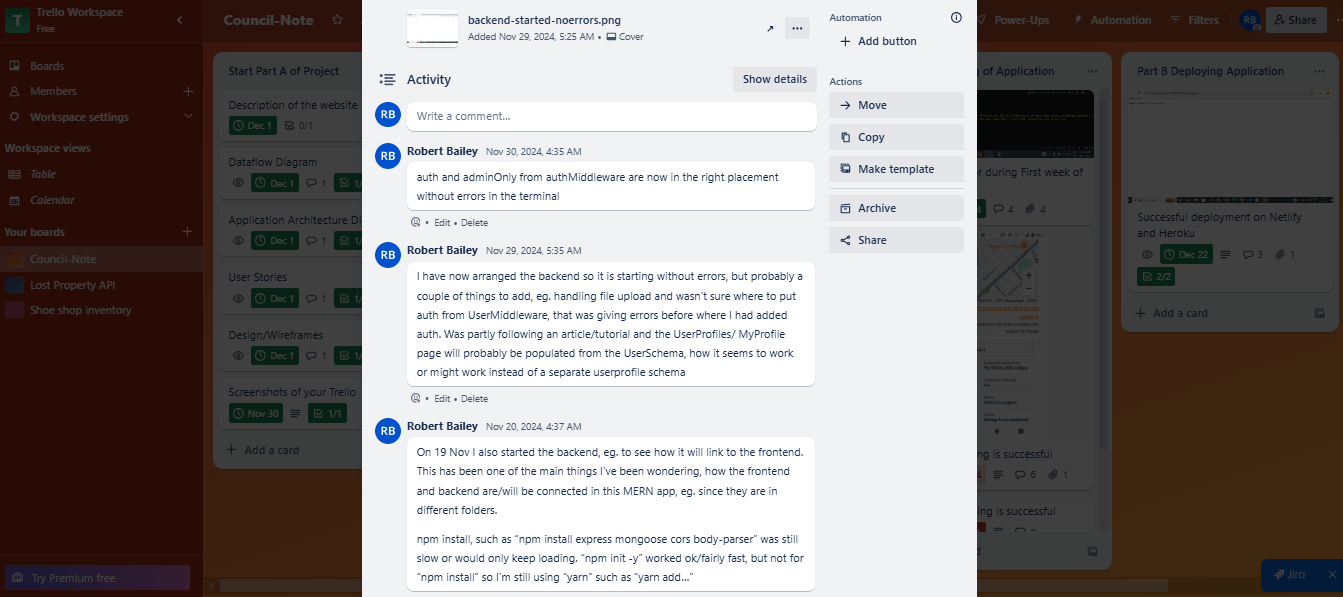 T
Trello Workspace
Free
Boards
Members
Workspace settings
Workspace views
Table
Calendar
Your boards
Council-Note
Lost Property API
Shoe shop inventory
Try Premium free
Council-Note
Power-Ups
Automation
Filters
RB
Share
Start Part A of Project
Description of the website
Dec 1 0/1
Dataflow Diagram
Dec 1 1
Application Architecture Di
Dec 1 1
User Stories
Dec 1 1
Design/Wireframes
Dec 1 1
Screenshots of your Trello
Nov 30 1/1
Add a card
backend-started-noerrors.png
Added Nov 29, 2024, 5:25 AM • Cover
Activity
Show details
RB
Write a comment...
RB
Robert Bailey Nov 30, 2024, 4:35 AM
auth and adminOnly from authMiddleware are now in the right placement
without errors in the terminal
• Edit • Delete
RB
Robert Bailey Nov 29, 2024, 5:35 AM
I have now arranged the backend so it is starting without errors, but probably a
couple of things to add, eg. handling file upload and wasn't sure where to put
auth from UserMiddleware, that was giving errors before where I had added
auth. Was partly following an article/tutorial and the UserProfiles/ MyProfile
page will probably be populated from the UserSchema, how it seems to work
or might work instead of a separate userprofile schema
• Edit • Delete
RB
Robert Bailey Nov 20, 2024, 4:37 AM
On 19 Nov I also started the backend, eg. to see how it will link to the frontend.
This has been one of the main things I've been wondering, how the frontend
and backend are/will be connected in this MERN app, eg. since they are in
different folders.
npm install, such as “npm install express mongoose cors body-parser” was still
slow or would only keep loading. “npm init -y” worked ok/fairly fast, but not for
“npm install” so I'm still using “yarn” such as “yarn add...”
Automation
Add button
Actions
Move
Copy
Make template
Archive
Share
of Application
r during First week of
4 4
ng is successful
6 1
ng is successful
Part B Deploying Application
Successful deployment on Netlify
and Heroku
Dec 22 3 1
2/2
Add a card
Jira